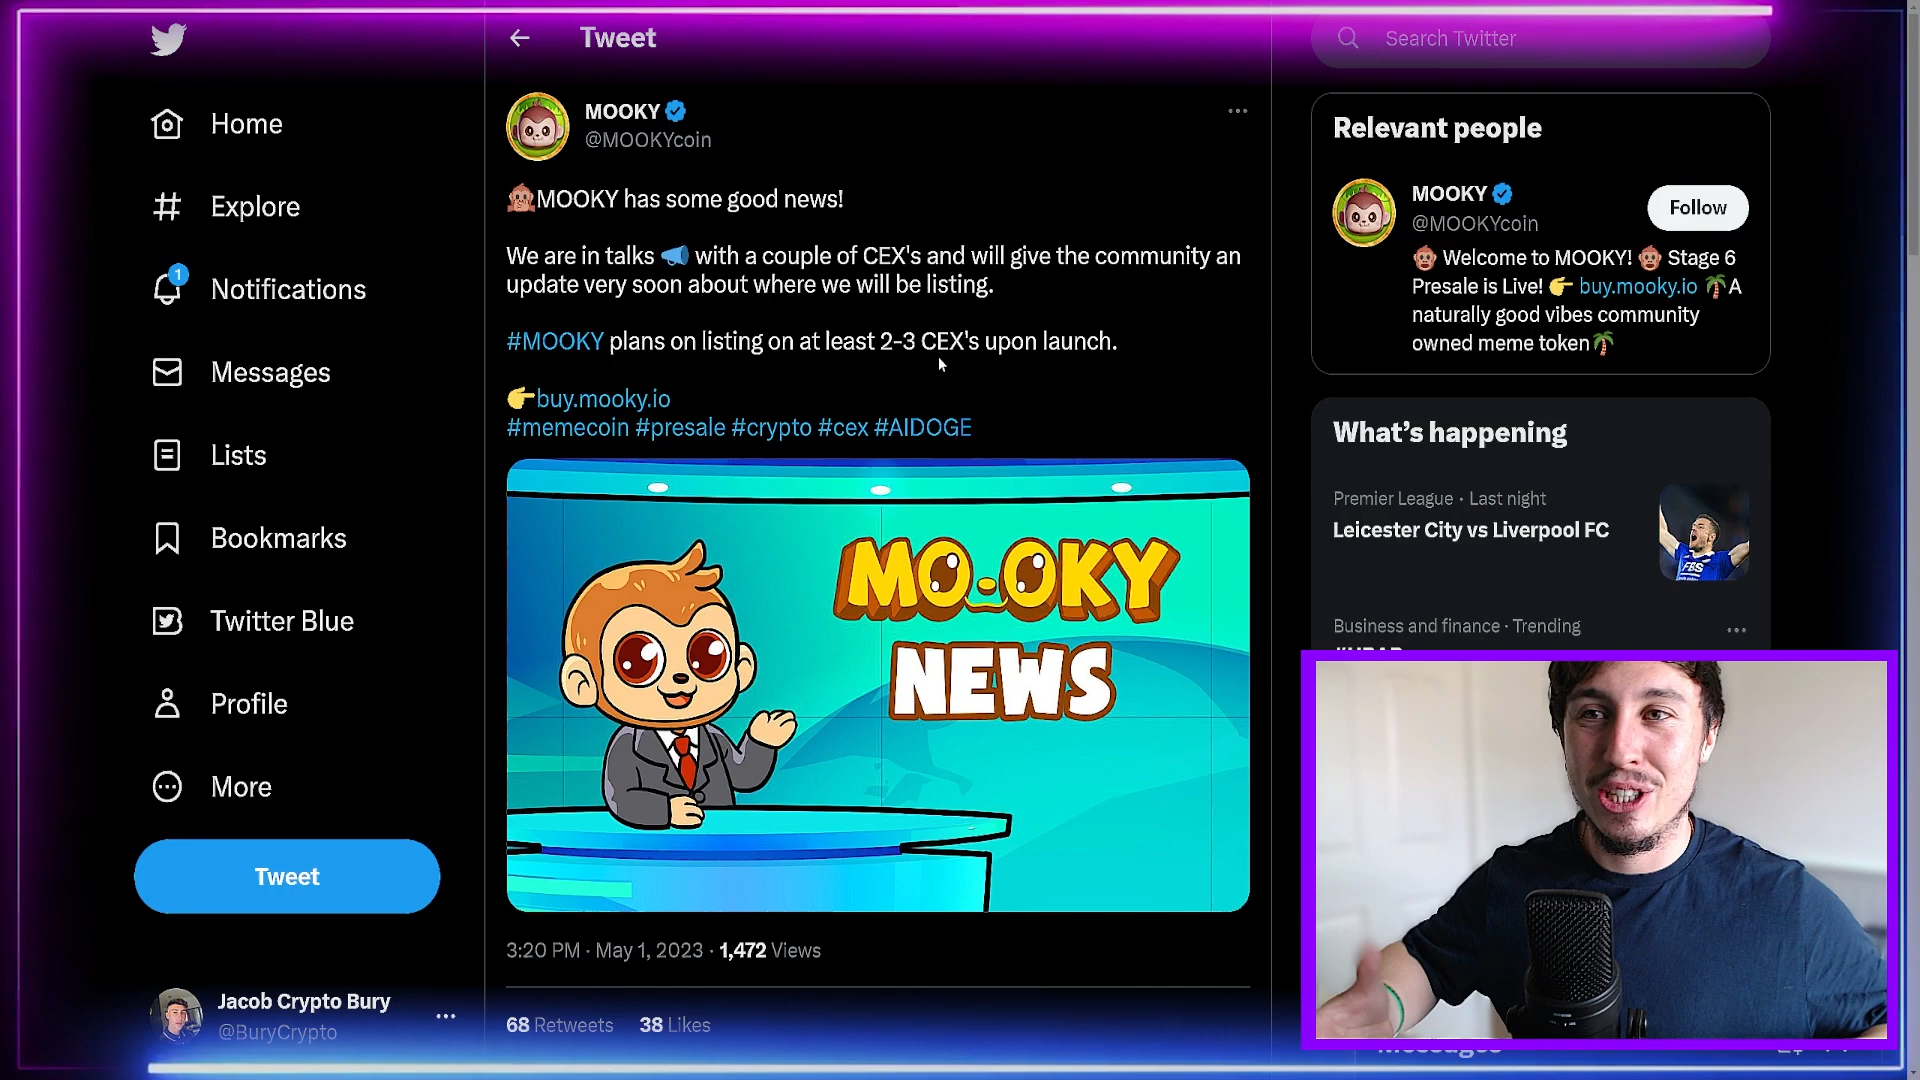 Home
Explore
1
Notifications
Messages
Lists
Bookmarks
Twitter Blue
Profile
More
Tweet
Jacob Crypto Bury
@BuryCrypto
Tweet
MOOKY
@MOOKYcoin
MOOKY has some good news!
We are in talks with a couple of CEX's and will give the community an
update very soon about where we will be listing.
#MOOKY plans on listing on at least 2-3 CEX's upon launch.
buy.mooky.io
#memecoin #presale #crypto #cex #AIDOGE
MOOKY
NEWS
3:20 PM · May 1, 2023 · 1,472 Views
68 Retweets 38 Likes
Search Twitter
Relevant people
MOOKY
@MOOKYcoin
Follow
Welcome to MOOKY! Stage 6
Presale is Live! buy.mooky.io A
naturally good vibes community
owned meme token
What's happening
Premier League · Last night
Leicester City vs Liverpool FC
FBS
Business and finance · Trending
Messages